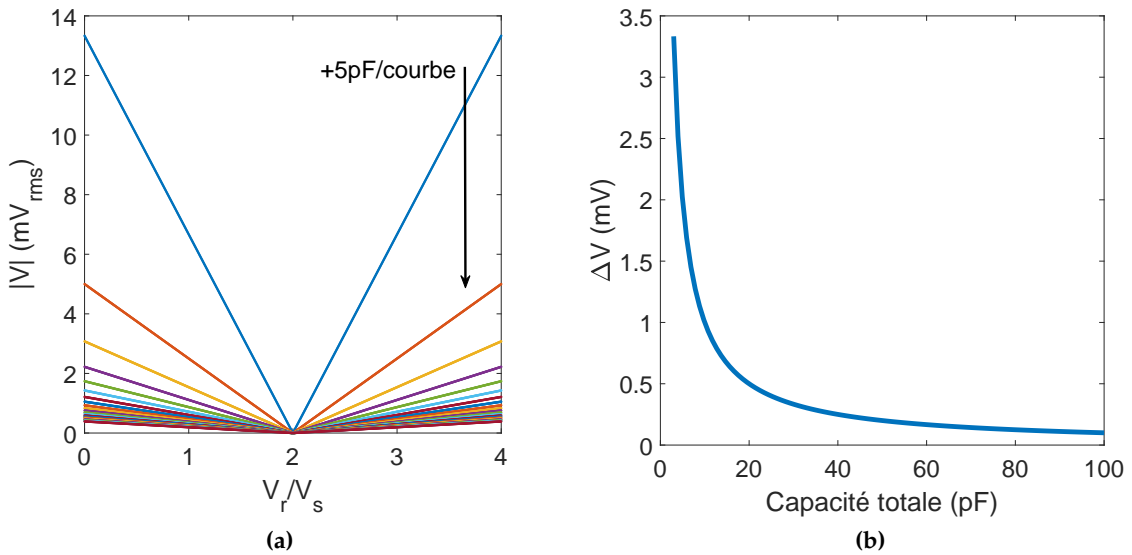 14
12
10
8
6
4
2
0
|V| (mV_rms)
+5pF/courbe
0 1 2 3 4
V_r/V_s
(a)
3.5
3
2.5
2
1.5
1
0.5
0
ΔV (mV)
0 20 40 60 80 100
Capacité totale (pF)
(b)